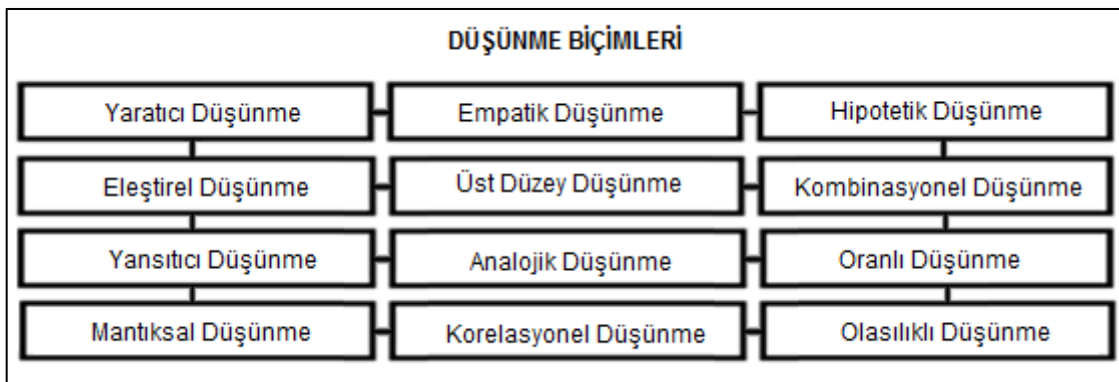 DÜŞÜNME BİÇİMLERİ
Yaratıcı Düşünme
Empatik Düşünme
Hipotetik Düşünme
Eleştirel Düşünme
Üst Düzey Düşünme
Kombinasyonel Düşünme
Yansıtıcı Düşünme
Analojik Düşünme
Oranlı Düşünme
Mantıksal Düşünme
Korelasyonel Düşünme
Olasılıklı Düşünme